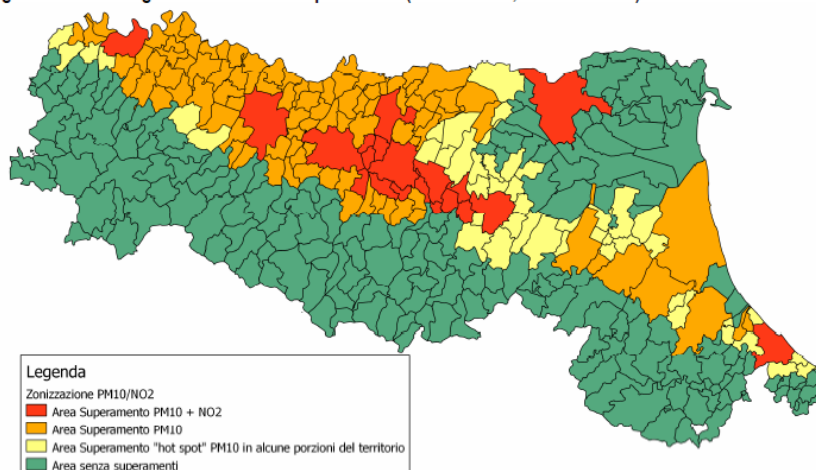 Legenda
Zonizzazione PM10/NO2
Area Superamento PM10 + NO2
Area Superamento PM10
Area Superamento "hot spot" PM10 in alcune porzioni del territorio
Area senza superamenti